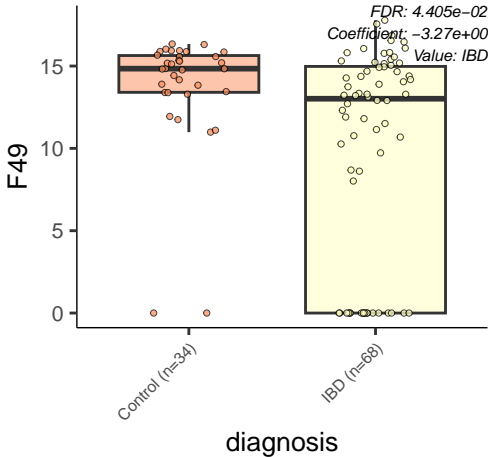 FDR: 4.405e−02
Coefficient: −3.27e+00
Value: IBD
15
10
5
0
F49
Control (n=34)
IBD (n=68)
diagnosis